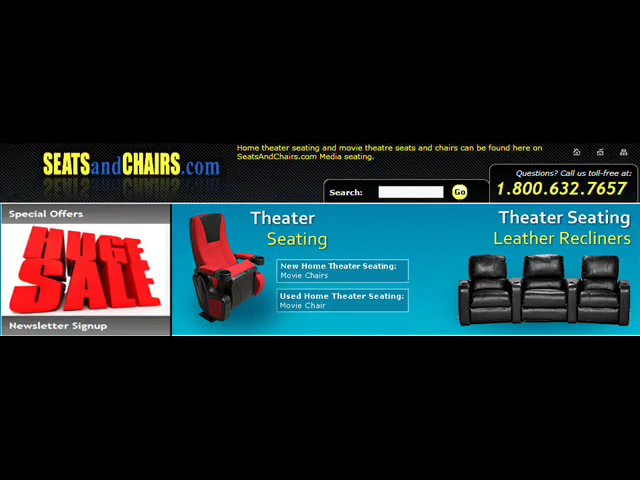 SEATSandCHAIRS.com
Home theater seating and movie theatre seats and chairs can be found here on
SeatsAndChairs.com Media seating.
Questions? Call us toll-free at:
1.800.632.7657
Search:
Go
Special Offers
HUGE
SALE
Newsletter Signup
Theater
Seating
New Home Theater Seating:
Movie Chairs
Used Home Theater Seating:
Movie Chair
Theater Seating
Leather Recliners